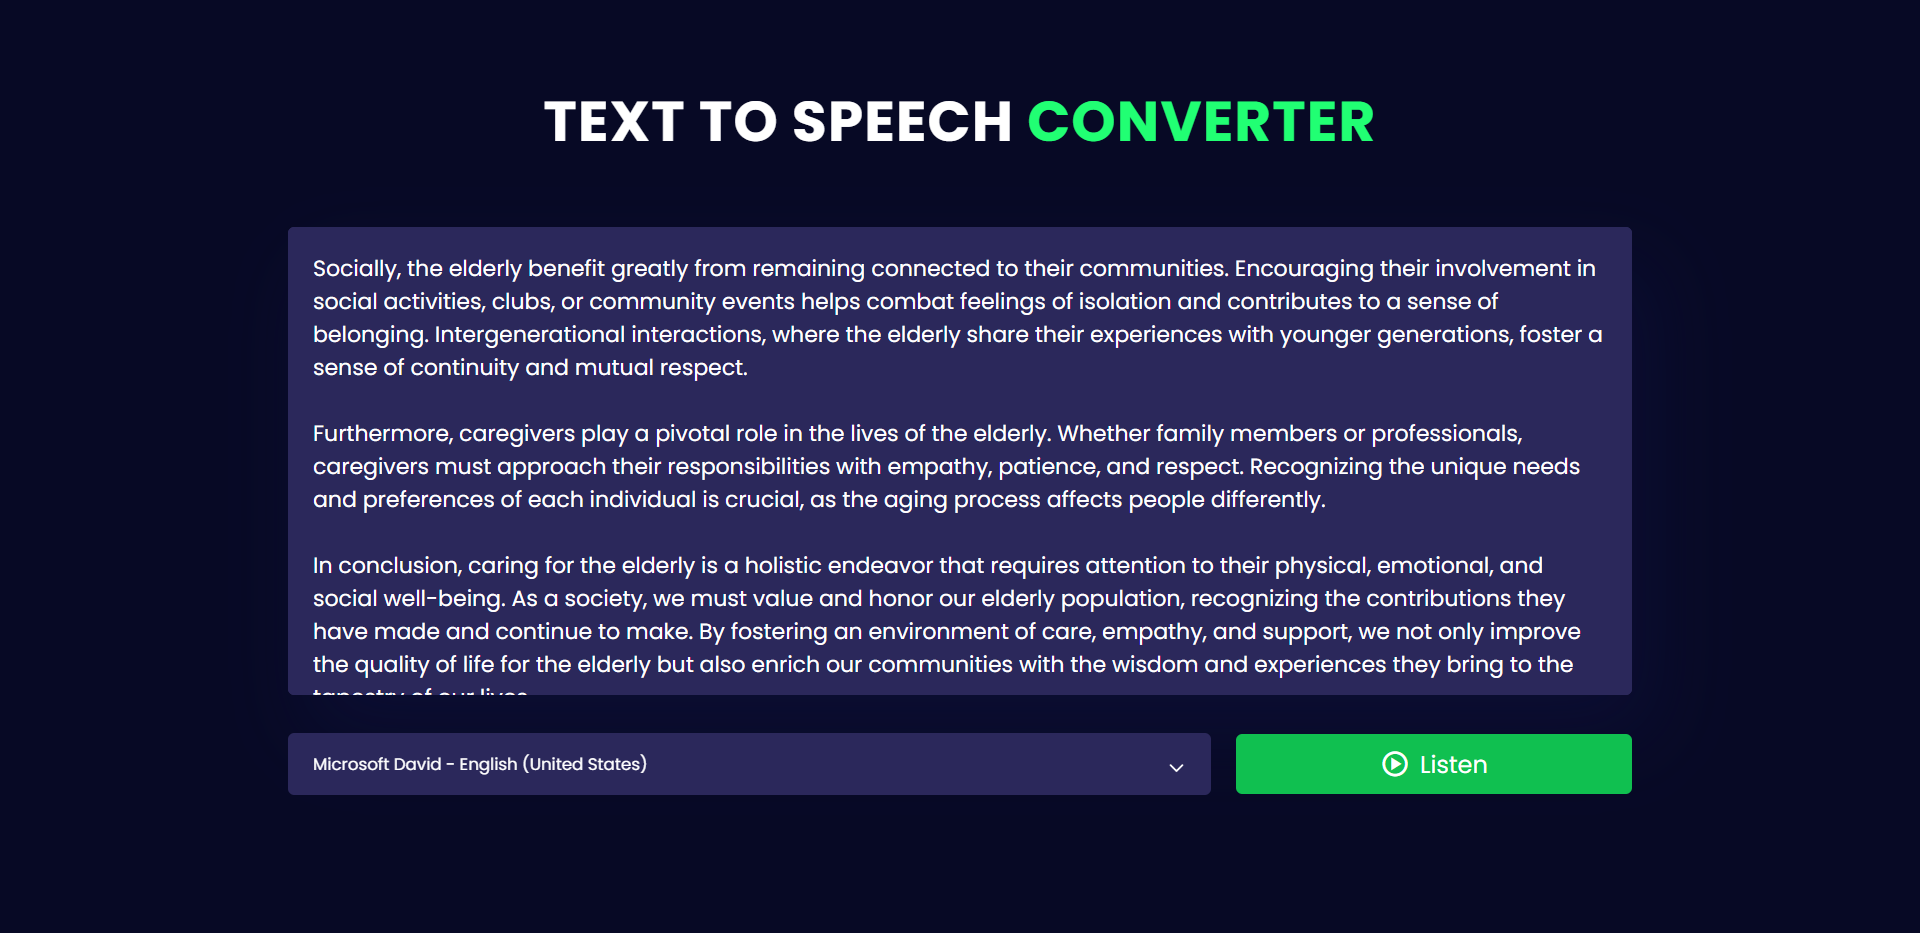 TEXT TO SPEECH CONVERTER
Socially, the elderly benefit greatly from remaining connected to their communities. Encouraging their involvement in
social activities, clubs, or community events helps combat feelings of isolation and contributes to a sense of
belonging. Intergenerational interactions, where the elderly share their experiences with younger generations, foster a
sense of continuity and mutual respect.
Furthermore, caregivers play a pivotal role in the lives of the elderly. Whether family members or professionals,
caregivers must approach their responsibilities with empathy, patience, and respect. Recognizing the unique needs
and preferences of each individual is crucial, as the aging process affects people differently.
In conclusion, caring for the elderly is a holistic endeavor that requires attention to their physical, emotional, and
social well-being. As a society, we must value and honor our elderly population, recognizing the contributions they
have made and continue to make. By fostering an environment of care, empathy, and support, we not only improve
the quality of life for the elderly but also enrich our communities with the wisdom and experiences they bring to the
tapestry of our lives
Microsoft David - English (United States)
Listen